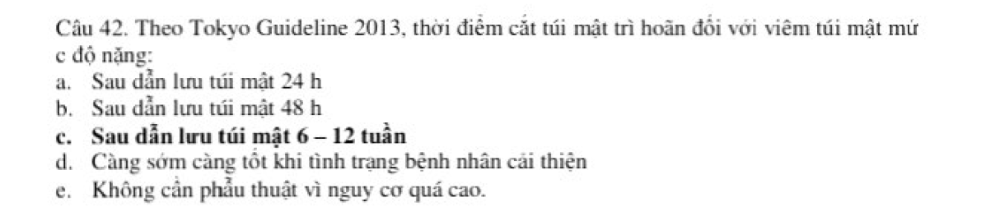 Câu 42. Theo Tokyo Guideline 2013, thời điểm cắt túi mật trì hoãn đối với viêm túi mật mứ
c độ nặng:
a. Sau dẫn lưu túi mật 24 h
b. Sau dẫn lưu túi mật 48 h
c. Sau dẫn lưu túi mật 6 – 12 tuần
d. Càng sớm càng tốt khi tình trạng bệnh nhân cải thiện
e. Không cần phẫu thuật vì nguy cơ quá cao.